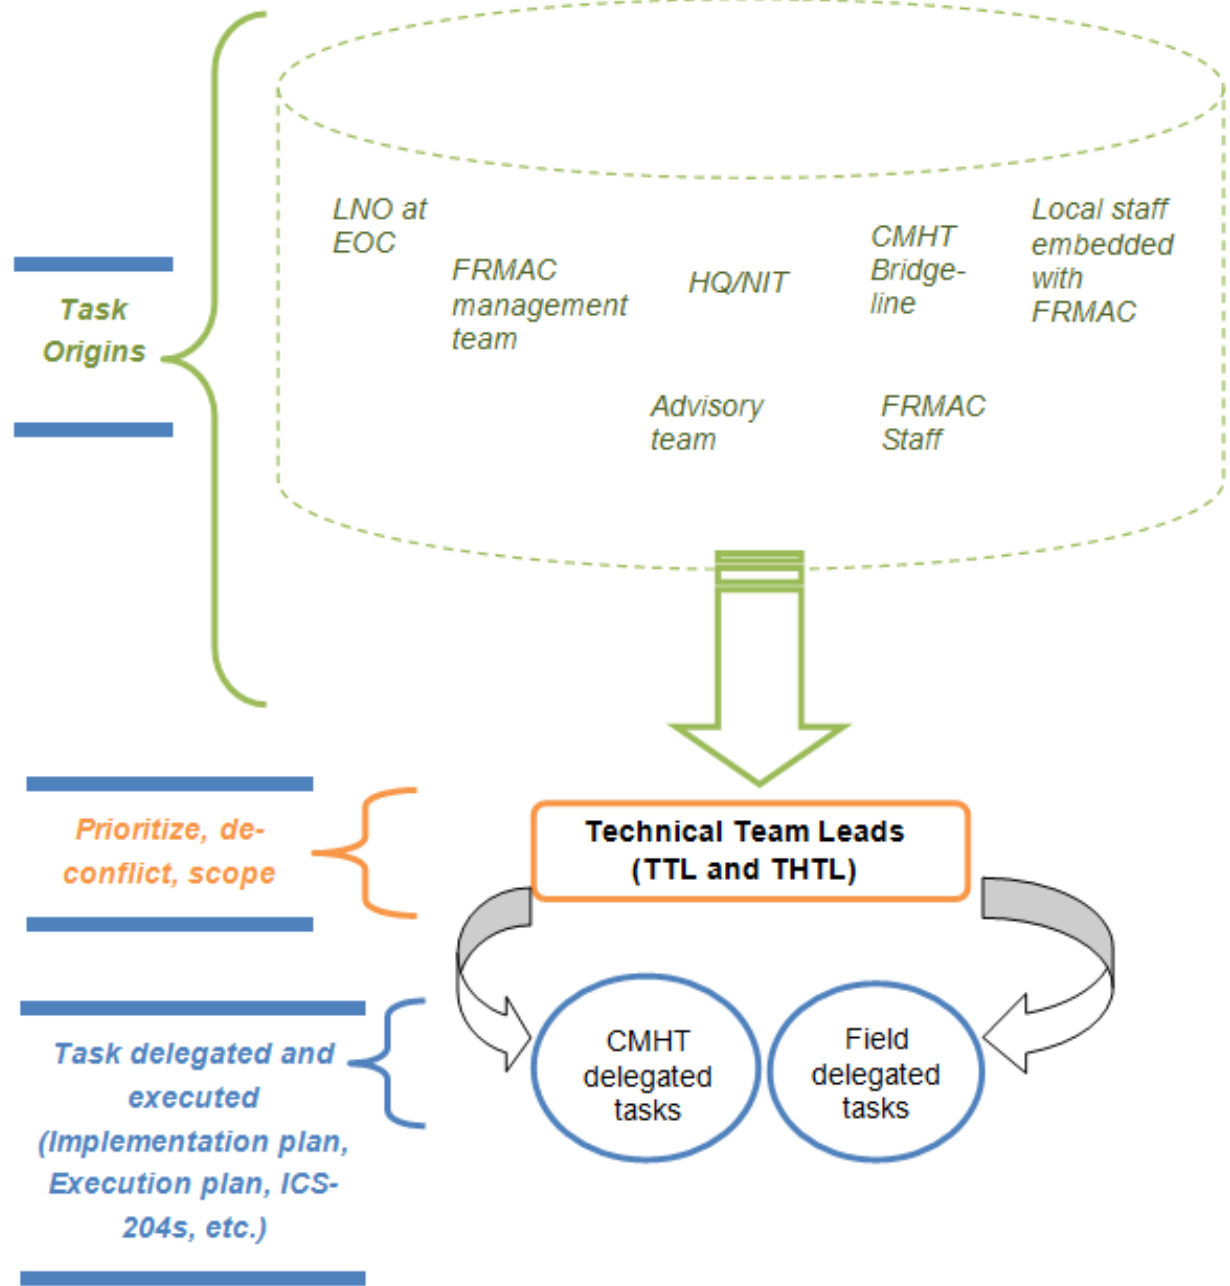 LNO at
EOC
FRMAC
management
team
HQ/NIT
CMHT
Bridge-
line
Local staff
embedded
with
FRMAC
Advisory
team
FRMAC
Staff
Task
Origins
Prioritize, de-
conflict, scope
Technical Team Leads
(TTL and THTL)
Task delegated and
executed
(Implementation plan,
Execution plan, ICS-
204s, etc.)
CMHT
delegated
tasks
Field
delegated
tasks